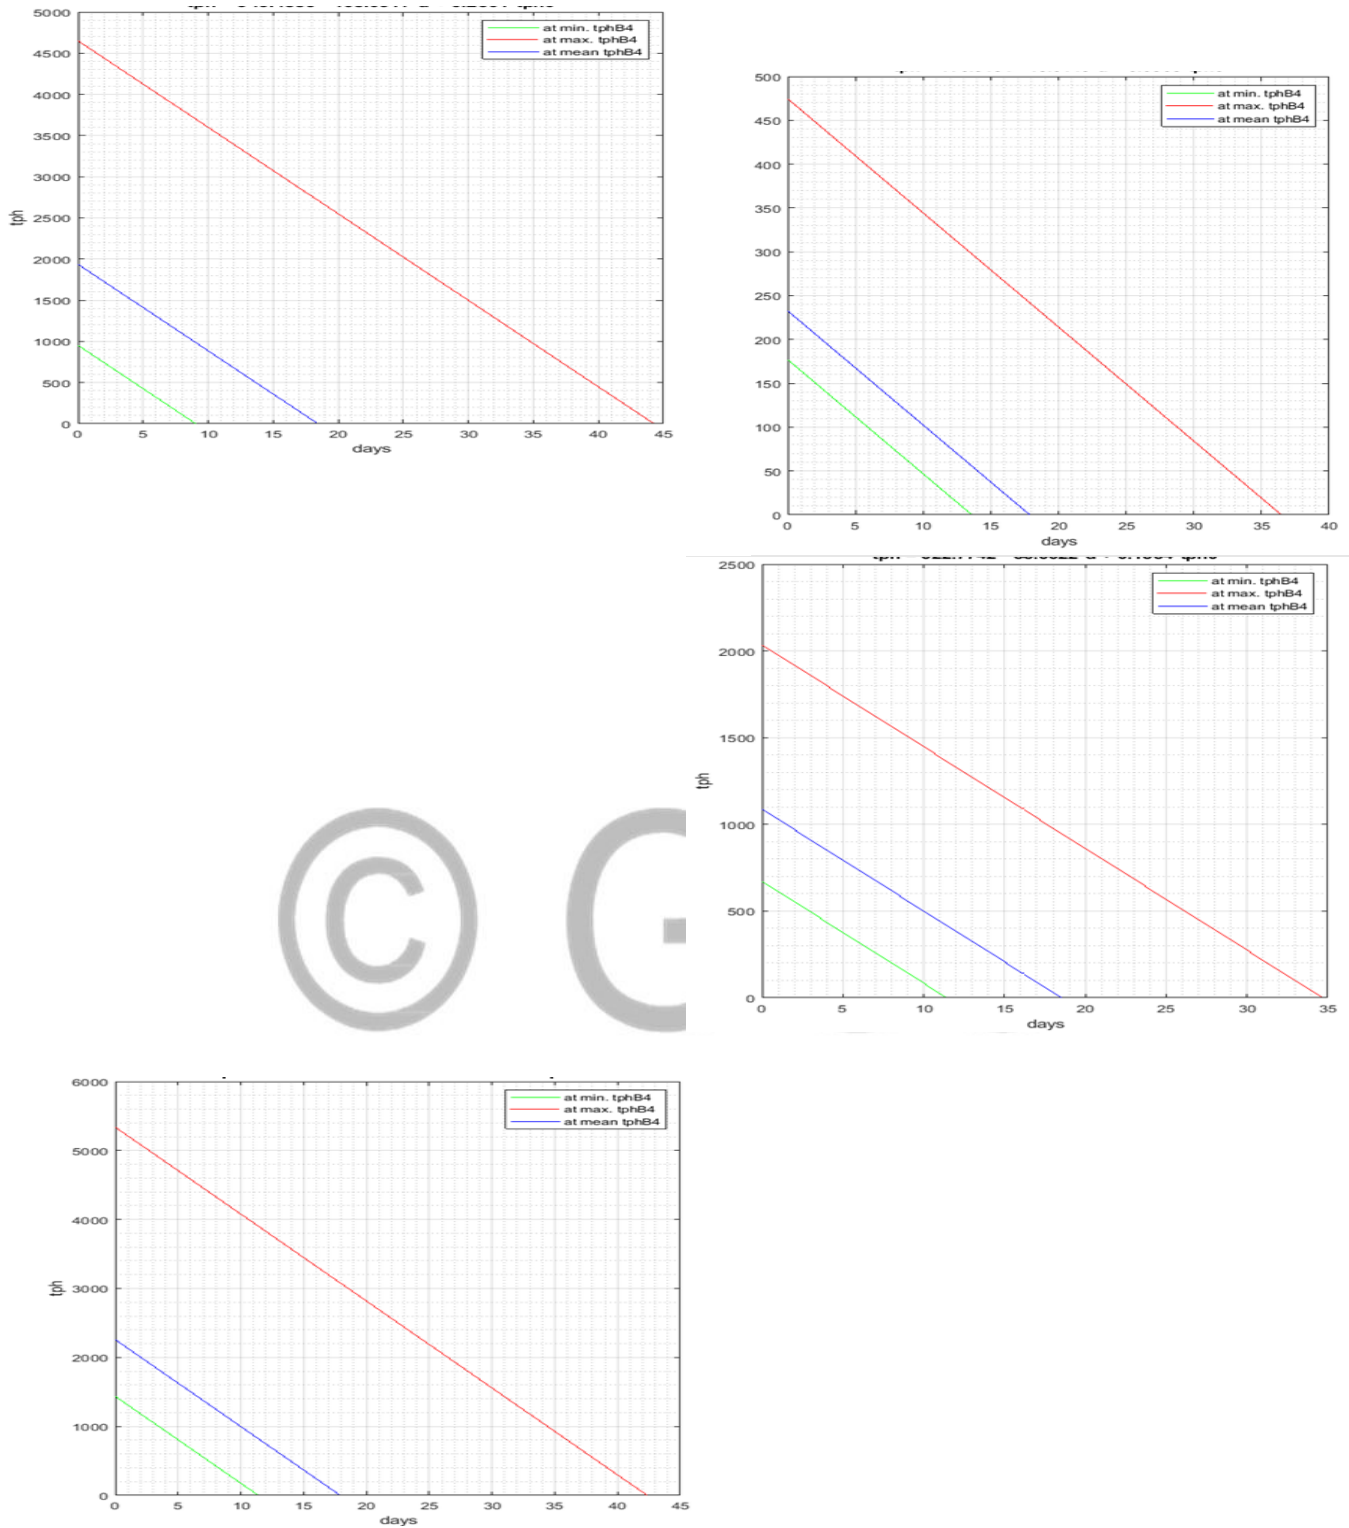 at min. tphB4
at max. tphB4
at mean tphB4
5000
4500
4000
3500
3000
2500
2000
1500
1000
500
0
tph
0 5 10 15 20 25 30 35 40 45
days
at min. tphB4
at max. tphB4
at mean tphB4
500
450
400
350
300
250
200
150
100
50
0
0 5 10 15 20 25 30 35 40
days
at min. tphB4
at max. tphB4
at mean tphB4
2500
2000
1500
1000
500
0
tph
0 5 10 15 20 25 30 35
days
© G
at min. tphB4
at max. tphB4
at mean tphB4
6000
5000
4000
3000
2000
1000
0
tph
0 5 10 15 20 25 30 35 40 45
days